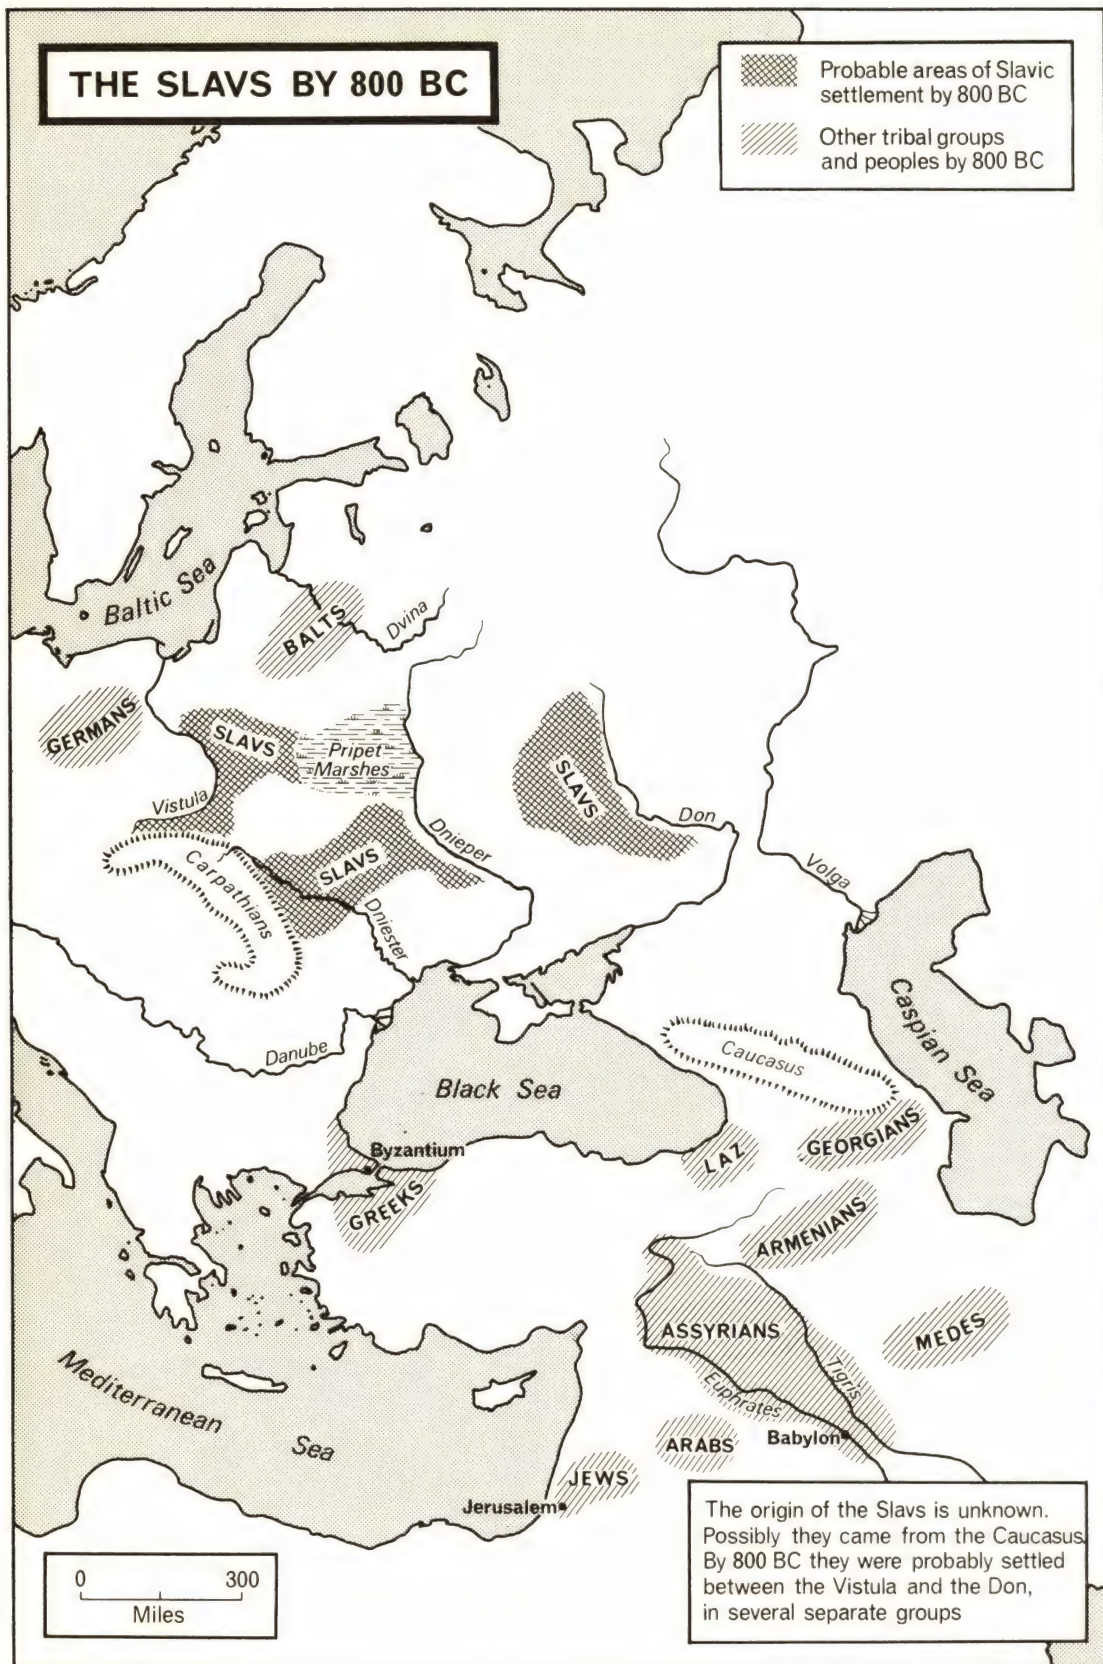 THE SLAVS BY 800 BC
Probable areas of Slavic
settlement by 800 BC
Other tribal groups
and peoples by 800 BC
Baltic Sea
BALTS
Dvina
GERMANS
SLAVS
Pripet
Marshes
SLAVS
Vistula
Don
Dnieper
Carpathians
SLAVS
Volga
Dniester
Caspian Sea
Danube
Caucasus
Black Sea
Byzantium
LAZ
GEORGIANS
GREEKS
ARMENIANS
ASSYRIANS
MEDES
Mediterranean
Sea
Tigris
Euphrates
ARABS
Babylon
JEWS
Jerusalem
The origin of the Slavs is unknown.
Possibly they came from the Caucasus.
By 800 BC they were probably settled
between the Vistula and the Don,
in several separate groups
0 300
Miles